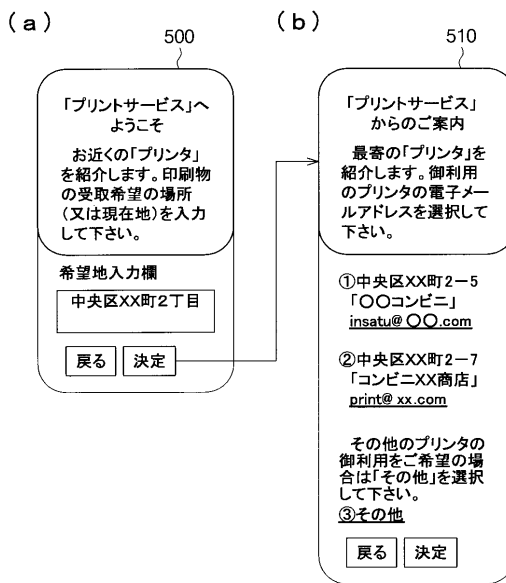 (a)
500
「プリントサービス」へ
ようこそ
お近くの「プリンタ」
を紹介します。印刷物
の受取希望の場所
(又は現在地)を入力
して下さい。
希望地入力欄
中央区XX町2丁目
戻る 決定
(b)
510
「プリントサービス」
からのご案内
最寄の「プリンタ」を
紹介します。御利用
のプリンタの電子メー
ルアドレスを選択して
下さい。
①中央区XX町2-5
「〇〇コンビニ」
insatu@〇〇.com
②中央区XX町2-7
「コンビニXX商店」
print@xx.com
その他のプリンタの
御利用をご希望の場
合は「その他」を選択
して下さい。
③その他
戻る 決定